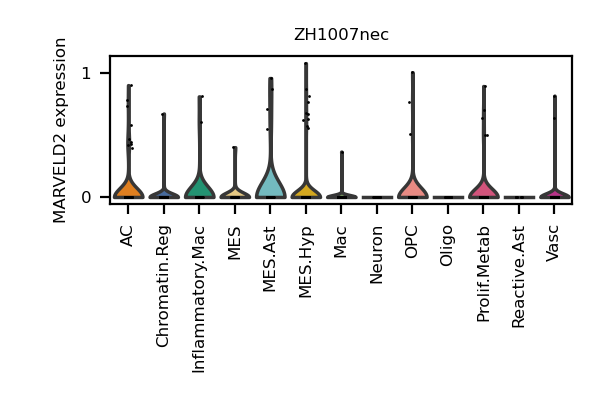 ZH1007nec
MARVELD2 expression
1
0
AC
Chromatin.Reg
Inflammatory.Mac
MES
MES.Ast
MES.Hyp
Mac
Neuron
OPC
Oligo
Prolif.Metab
Reactive.Ast
Vasc